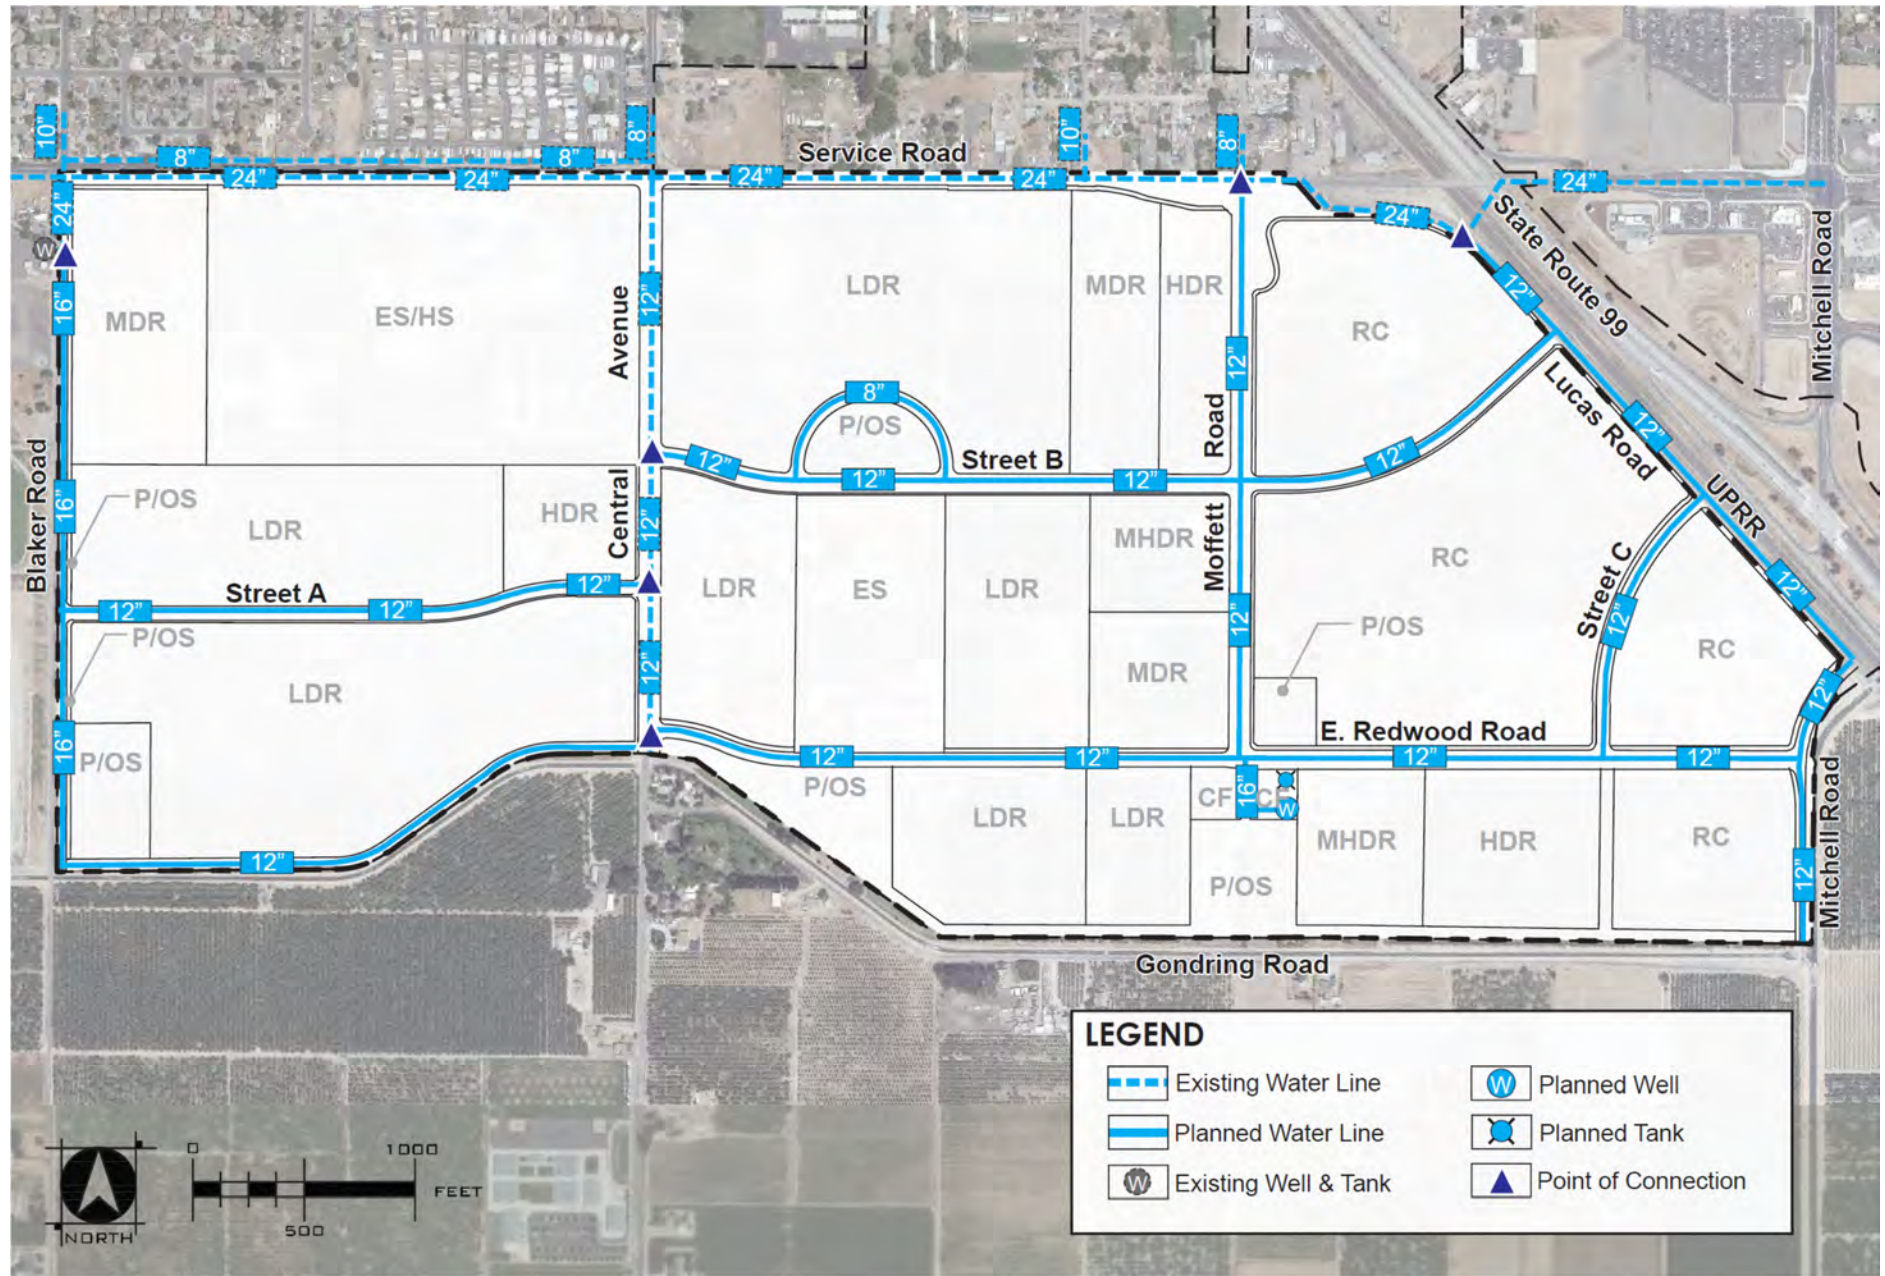 10”
8”
8”
8”
Service Road
10”
8”
24”
24”
24”
24”
24”
24”
24”
W
State Route 99
Mitchell Road
16”
MDR
ES/HS
Avenue
12”
LDR
MDR
HDR
12”
RC
12”
8”
P/OS
Road
Lucas Road
12”
Blaker Road
16”
P/OS
LDR
HDR
Central
12”
12”
12”
Street B
12”
12”
UPRR
Moffett
MHDR
RC
Street C
12”
Street A
12”
12”
12”
LDR
ES
LDR
12”
12”
P/OS
P/OS
LDR
12”
MDR
RC
12”
16”
P/OS
E. Redwood Road
12”
12”
12”
12”
P/OS
LDR
LDR
CF
16”
CF
W
MHDR
HDR
RC
12”
Mitchell Road
12”
P/OS
Gondring Road
LEGEND
Existing Water Line
W
Planned Well
Planned Water Line
Planned Tank
W
Existing Well & Tank
Point of Connection
NORTH
0
1000
FEET
500